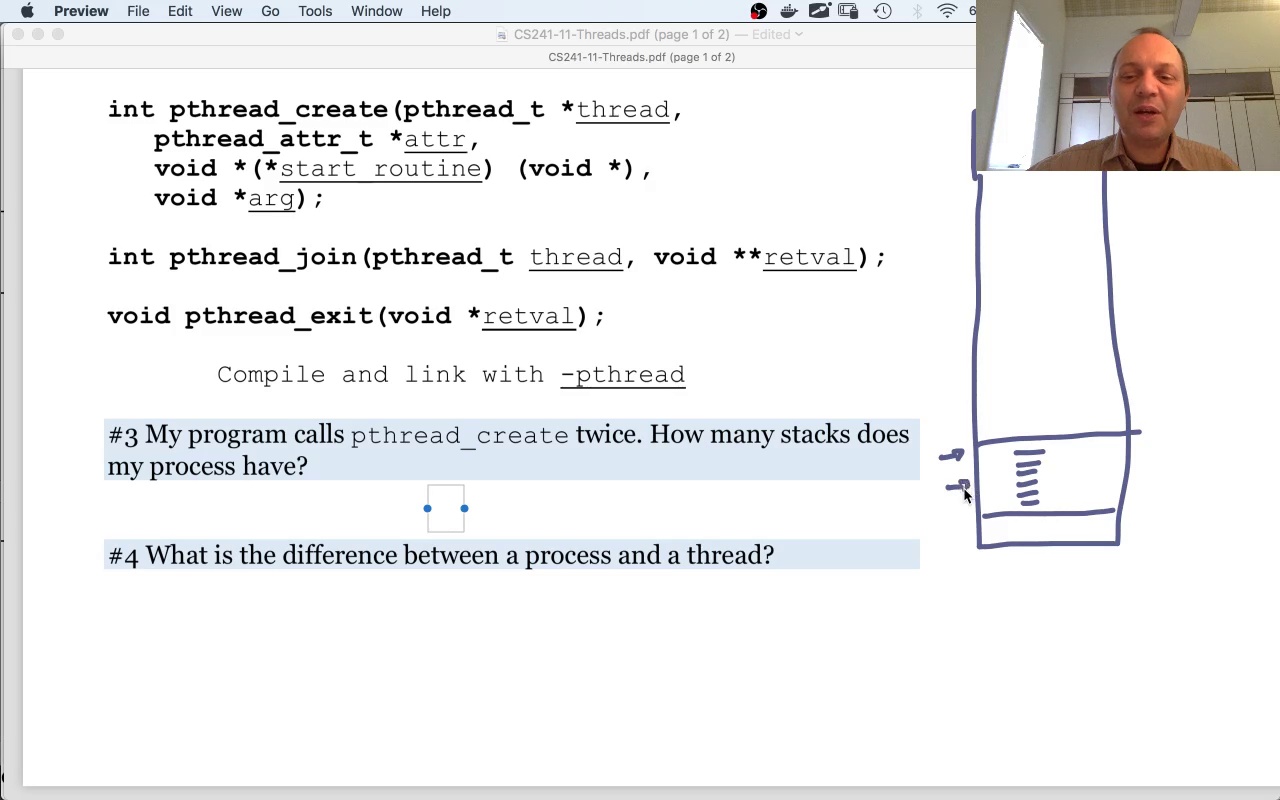 Preview File Edit View Go Tools Window Help 6
CS241-11-Threads.pdf (page 1 of 2) — Edited
CS241-11-Threads.pdf (page 1 of 2)
int pthread_create(pthread_t *thread,
pthread_attr_t *attr,
void *(*start_routine) (void *),
void *arg);
int pthread_join(pthread_t thread, void **retval);
void pthread_exit(void *retval);
Compile and link with -pthread
#3 My program calls pthread_create twice. How many stacks does
my process have?
#4 What is the difference between a process and a thread?